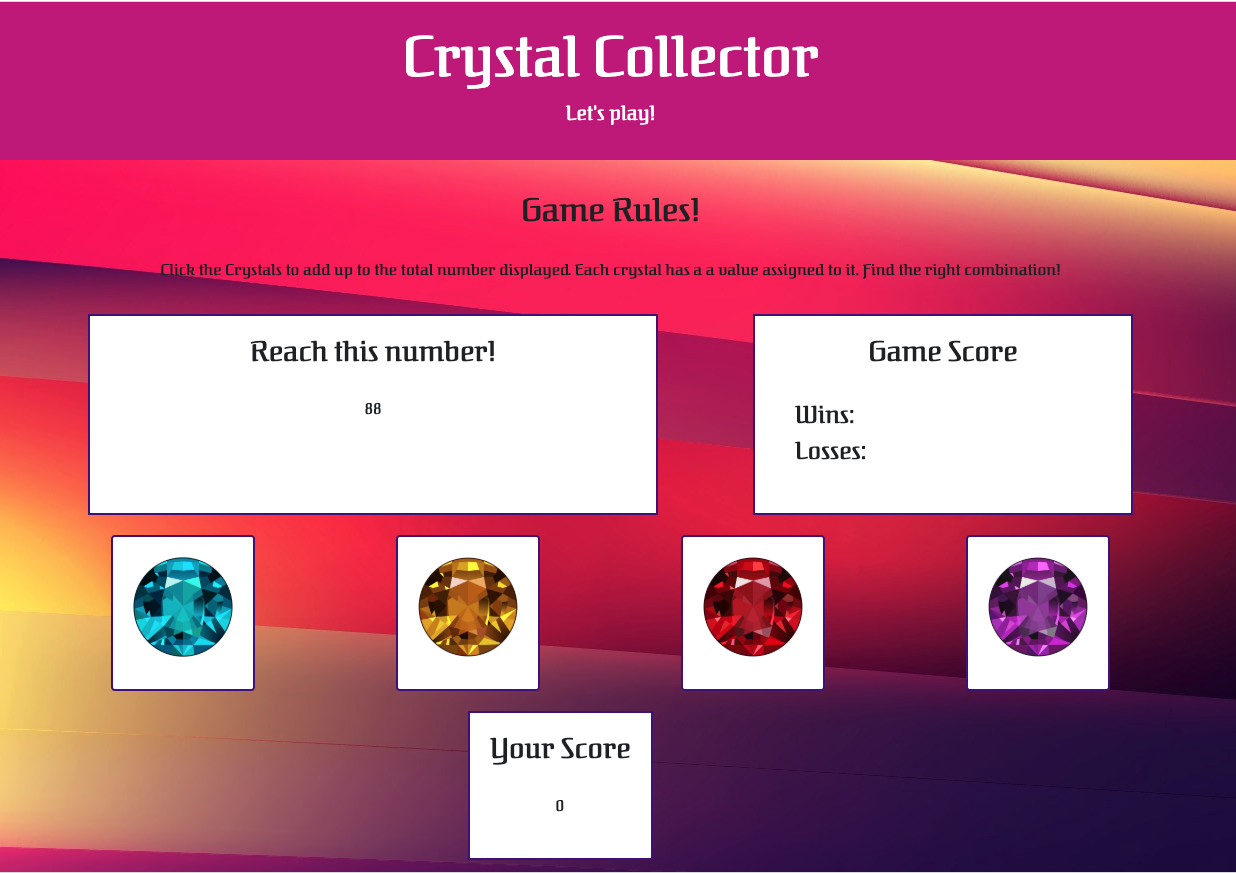 Crystal Collector
Let's play!
Game Rules!
Click the Crystals to add up to the total number displayed. Each crystal has a a value assigned to it. Find the right combination!
Reach this number!
88
Game Score
Wins:
Losses:
Your Score
0